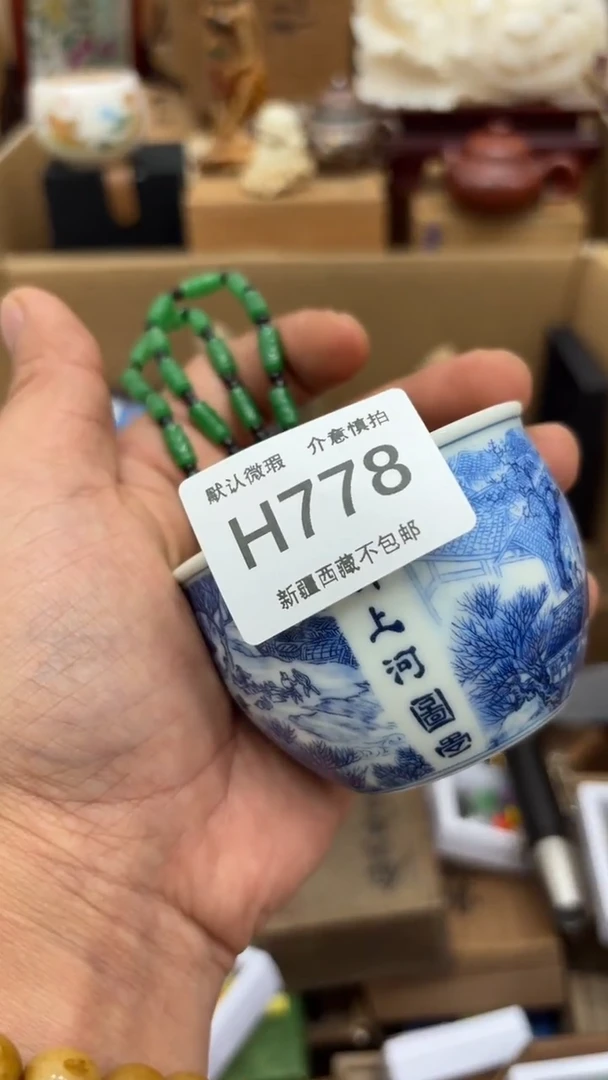 默认微瑕 介意慎拍
H778
新疆西藏不包邮
上
河
圖